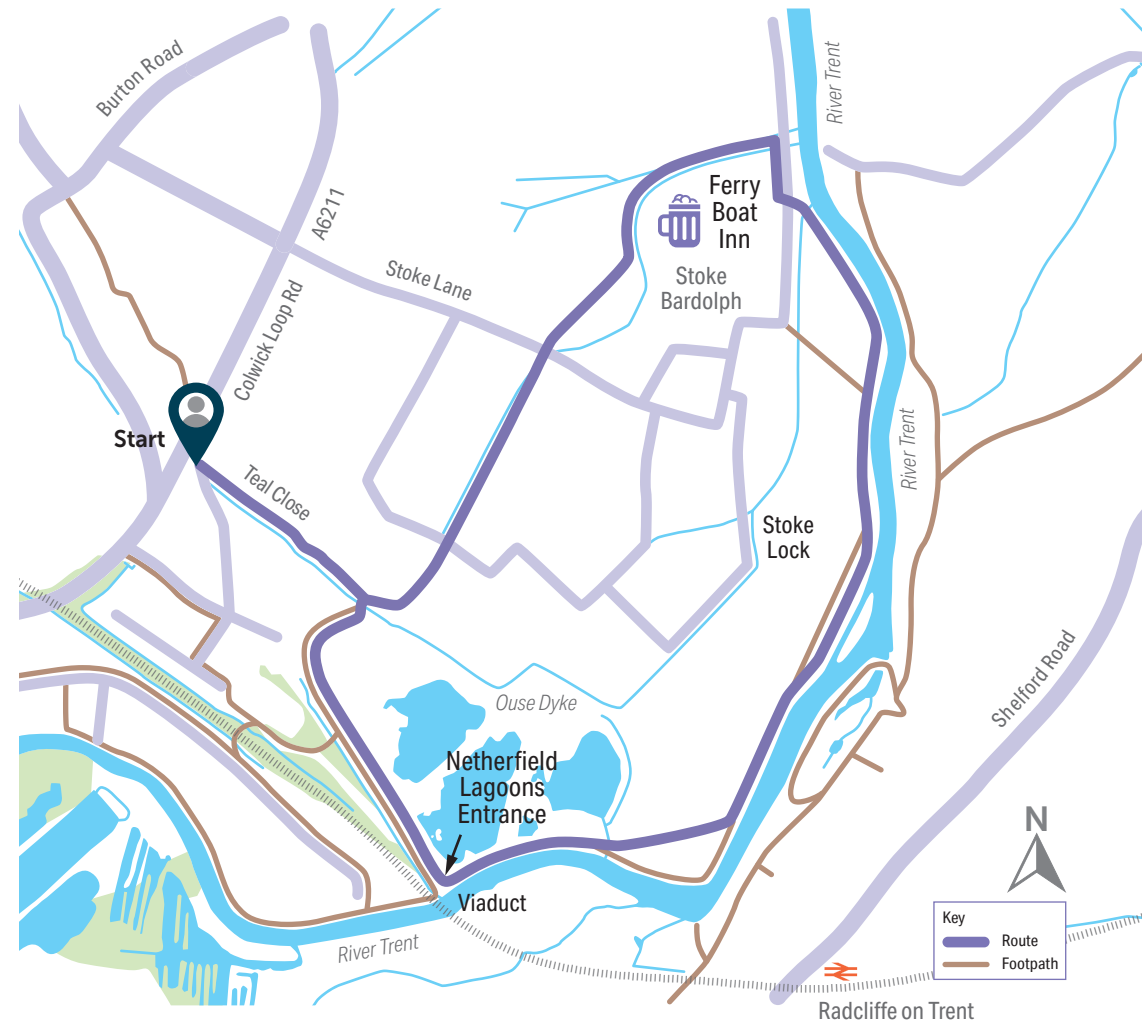 Burton Road
A6211
River Trent
Ferry
Boat
Inn
Stoke
Bardolph
Stoke Lane
Colwick Loop Rd
Start
Teal Close
River Trent
Stoke
Lock
Shelford Road
Ouse Dyke
Netherfield
Lagoons
Entrance
N
Viaduct
Key
Route
Footpath
River Trent
Radcliffe on Trent